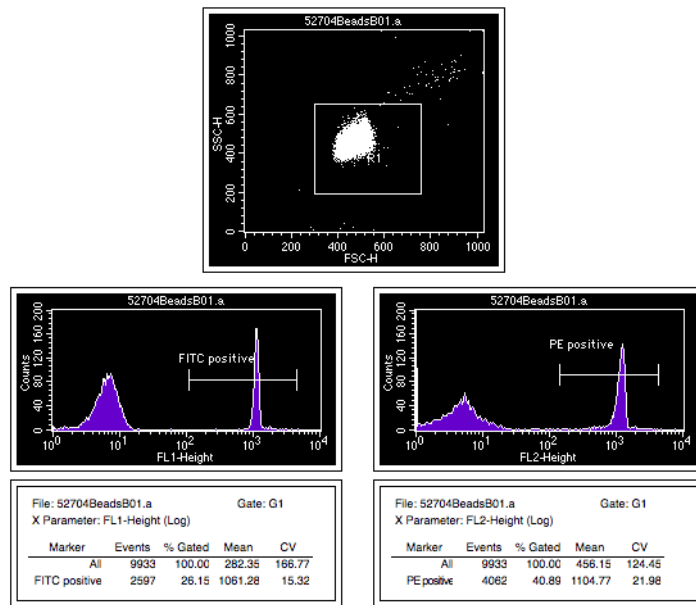 52704BeadsB01.a
1000
800
600
400
200
0
SSC-H
R1
0 200 400 600 800 1000
FSC-H
52704BeadsB01.a
200
160
120
80
40
0
Counts
FITC positive
10^0 10^1 10^2 10^3 10^4
FL1-Height
52704BeadsB01.a
200
160
120
80
40
0
Counts
PE positive
10^0 10^1 10^2 10^3 10^4
FL2-Height
File: 52704BeadsB01.a Gate: G1
X Parameter: FL1-Height (Log)
Marker Events % Gated Mean CV
All 9933 100.00 282.35 166.77
FITC positive 2597 26.15 1061.28 15.32
File: 52704BeadsB01.a Gate: G1
X Parameter: FL2-Height (Log)
Marker Events % Gated Mean CV
All 9933 100.00 456.15 124.45
PE positive 4062 40.89 1104.77 21.98